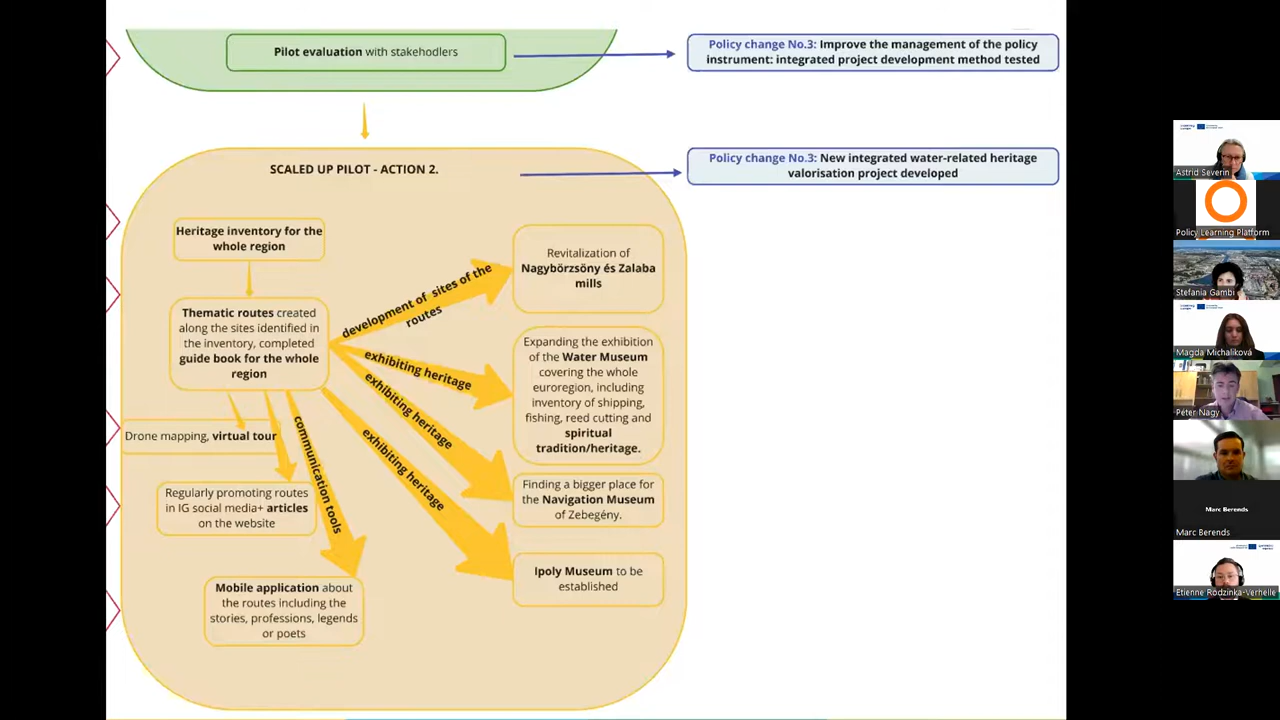 Pilot evaluation with stakehodlers
Policy change No.3: Improve the management of the policy
instrument: integrated project development method tested
SCALED UP PILOT - ACTION 2.
Policy change No.3: New integrated water-related heritage
valorisation project developed
Heritage inventory for the
whole region
Thematic routes created
along the sites identified in
the inventory, completed
guide book for the whole
region
development of sites of the
routes
exhibiting heritage
exhibiting heritage
exhibiting heritage
communication tools
Revitalization of
Nagybörzsöny és Zalaba
mills
Expanding the exhibition
of the Water Museum
covering the whole
euroregion, including
inventory of shipping,
fishing, reed cutting and
spiritual
tradition/heritage.
Finding a bigger place for
the Navigation Museum
of Zebegény.
Ipoly Museum to be
established
Drone mapping, virtual tour
Regularly promoting routes
in IG social media+ articles
on the website
Mobile application about
the routes including the
stories, professions, legends
or poets
Astrid Severin
Policy Learning Platform
Stefania Gambi
Magda Michaliková
Péter Nagy
Marc Berends
Marc Berends
Etienne Rodzinka-Verhelle